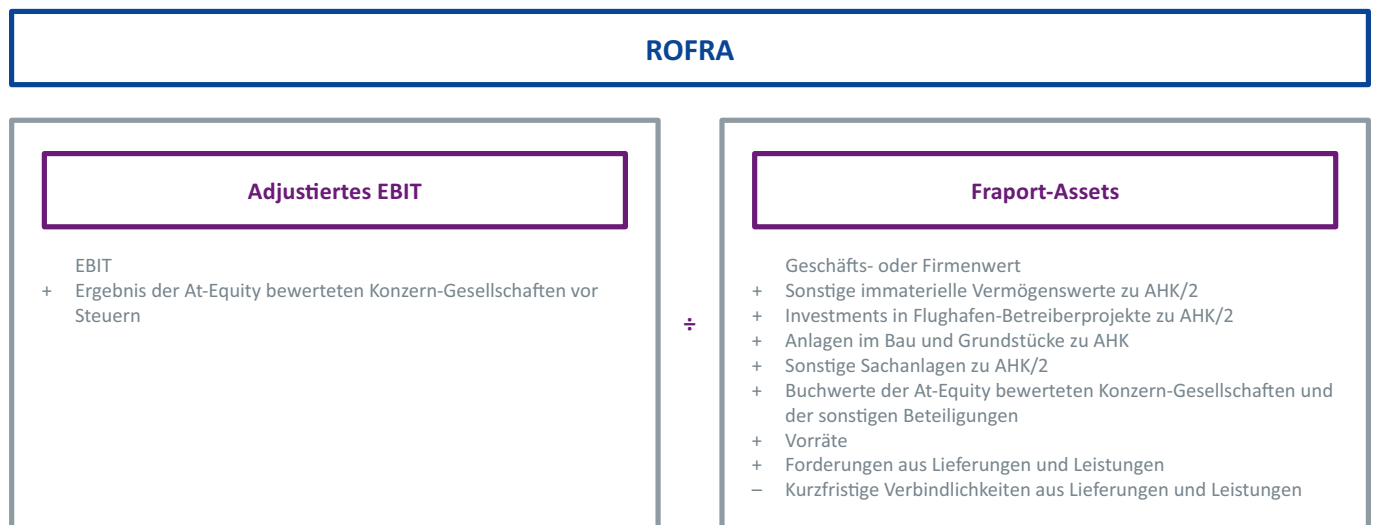 ROFRA
Adjustiertes EBIT
EBIT
+ Ergebnis der At-Equity bewerteten Konzern-Gesellschaften vor
Steuern
÷
Fraport-Assets
Geschäfts- oder Firmenwert
+ Sonstige immaterielle Vermögenswerte zu AHK/2
+ Investments in Flughafen-Betreiberprojekte zu AHK/2
+ Anlagen im Bau und Grundstücke zu AHK
+ Sonstige Sachanlagen zu AHK/2
+ Buchwerte der At-Equity bewerteten Konzern-Gesellschaften und
der sonstigen Beteiligungen
+ Vorräte
+ Forderungen aus Lieferungen und Leistungen
– Kurzfristige Verbindlichkeiten aus Lieferungen und Leistungen